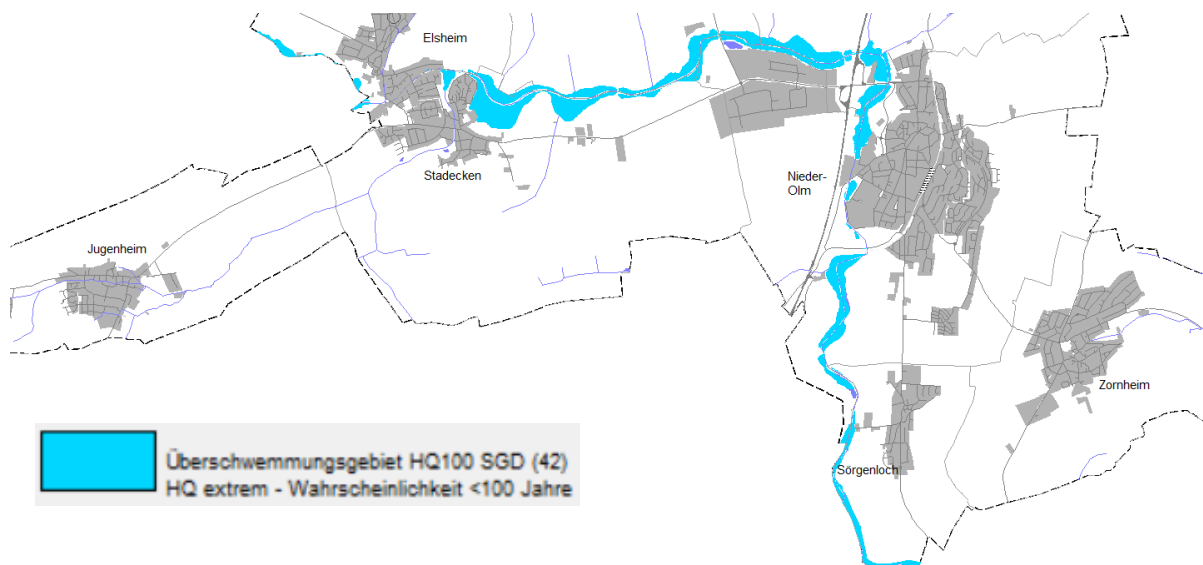 Elsheim
Stadecken
Nieder-
Olm
Jugenheim
Zornheim
Sörgenloch
Überschwemmungsgebiet HQ100 SGD (42)
HQ extrem - Wahrscheinlichkeit <100 Jahre